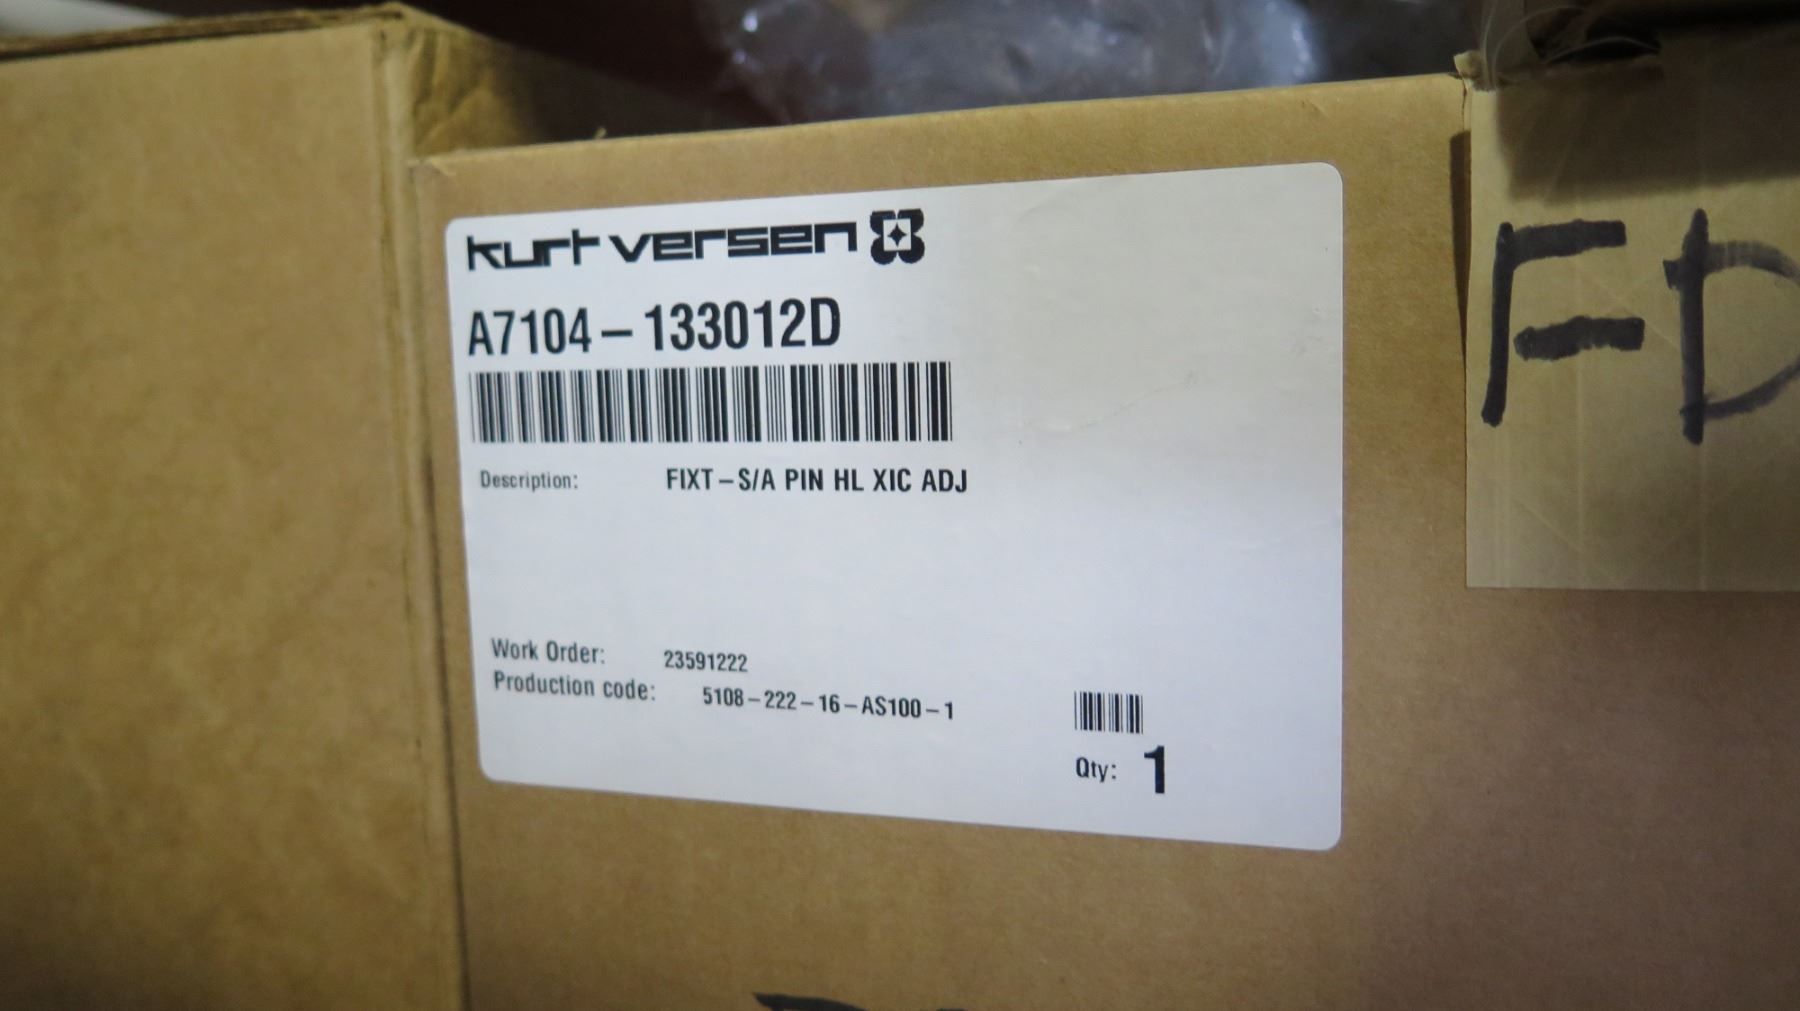 kurt versen
A7104-133012D
Description: FIXT-S/A PIN HL XIC ADJ
Work Order: 23591222
Production code: 5108-222-16-AS100-1
Qty: 1
FD